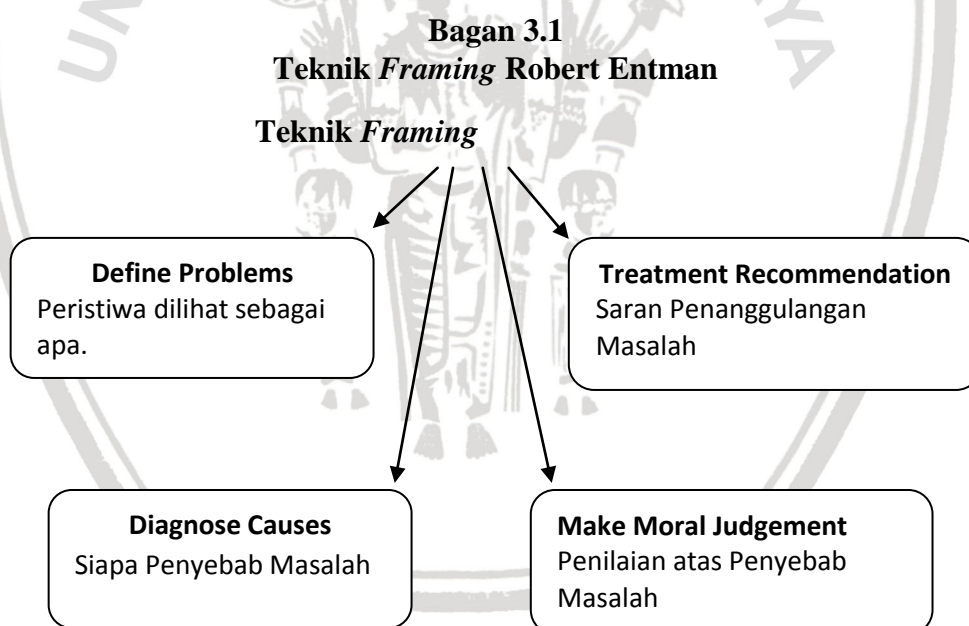 Bagan 3.1
Teknik Framing Robert Entman
Teknik Framing
Define Problems
Peristiwa dilihat sebagai
apa.
Treatment Recommendation
Saran Penanggulangan
Masalah
Diagnose Causes
Siapa Penyebab Masalah
Make Moral Judgement
Penilaian atas Penyebab
Masalah